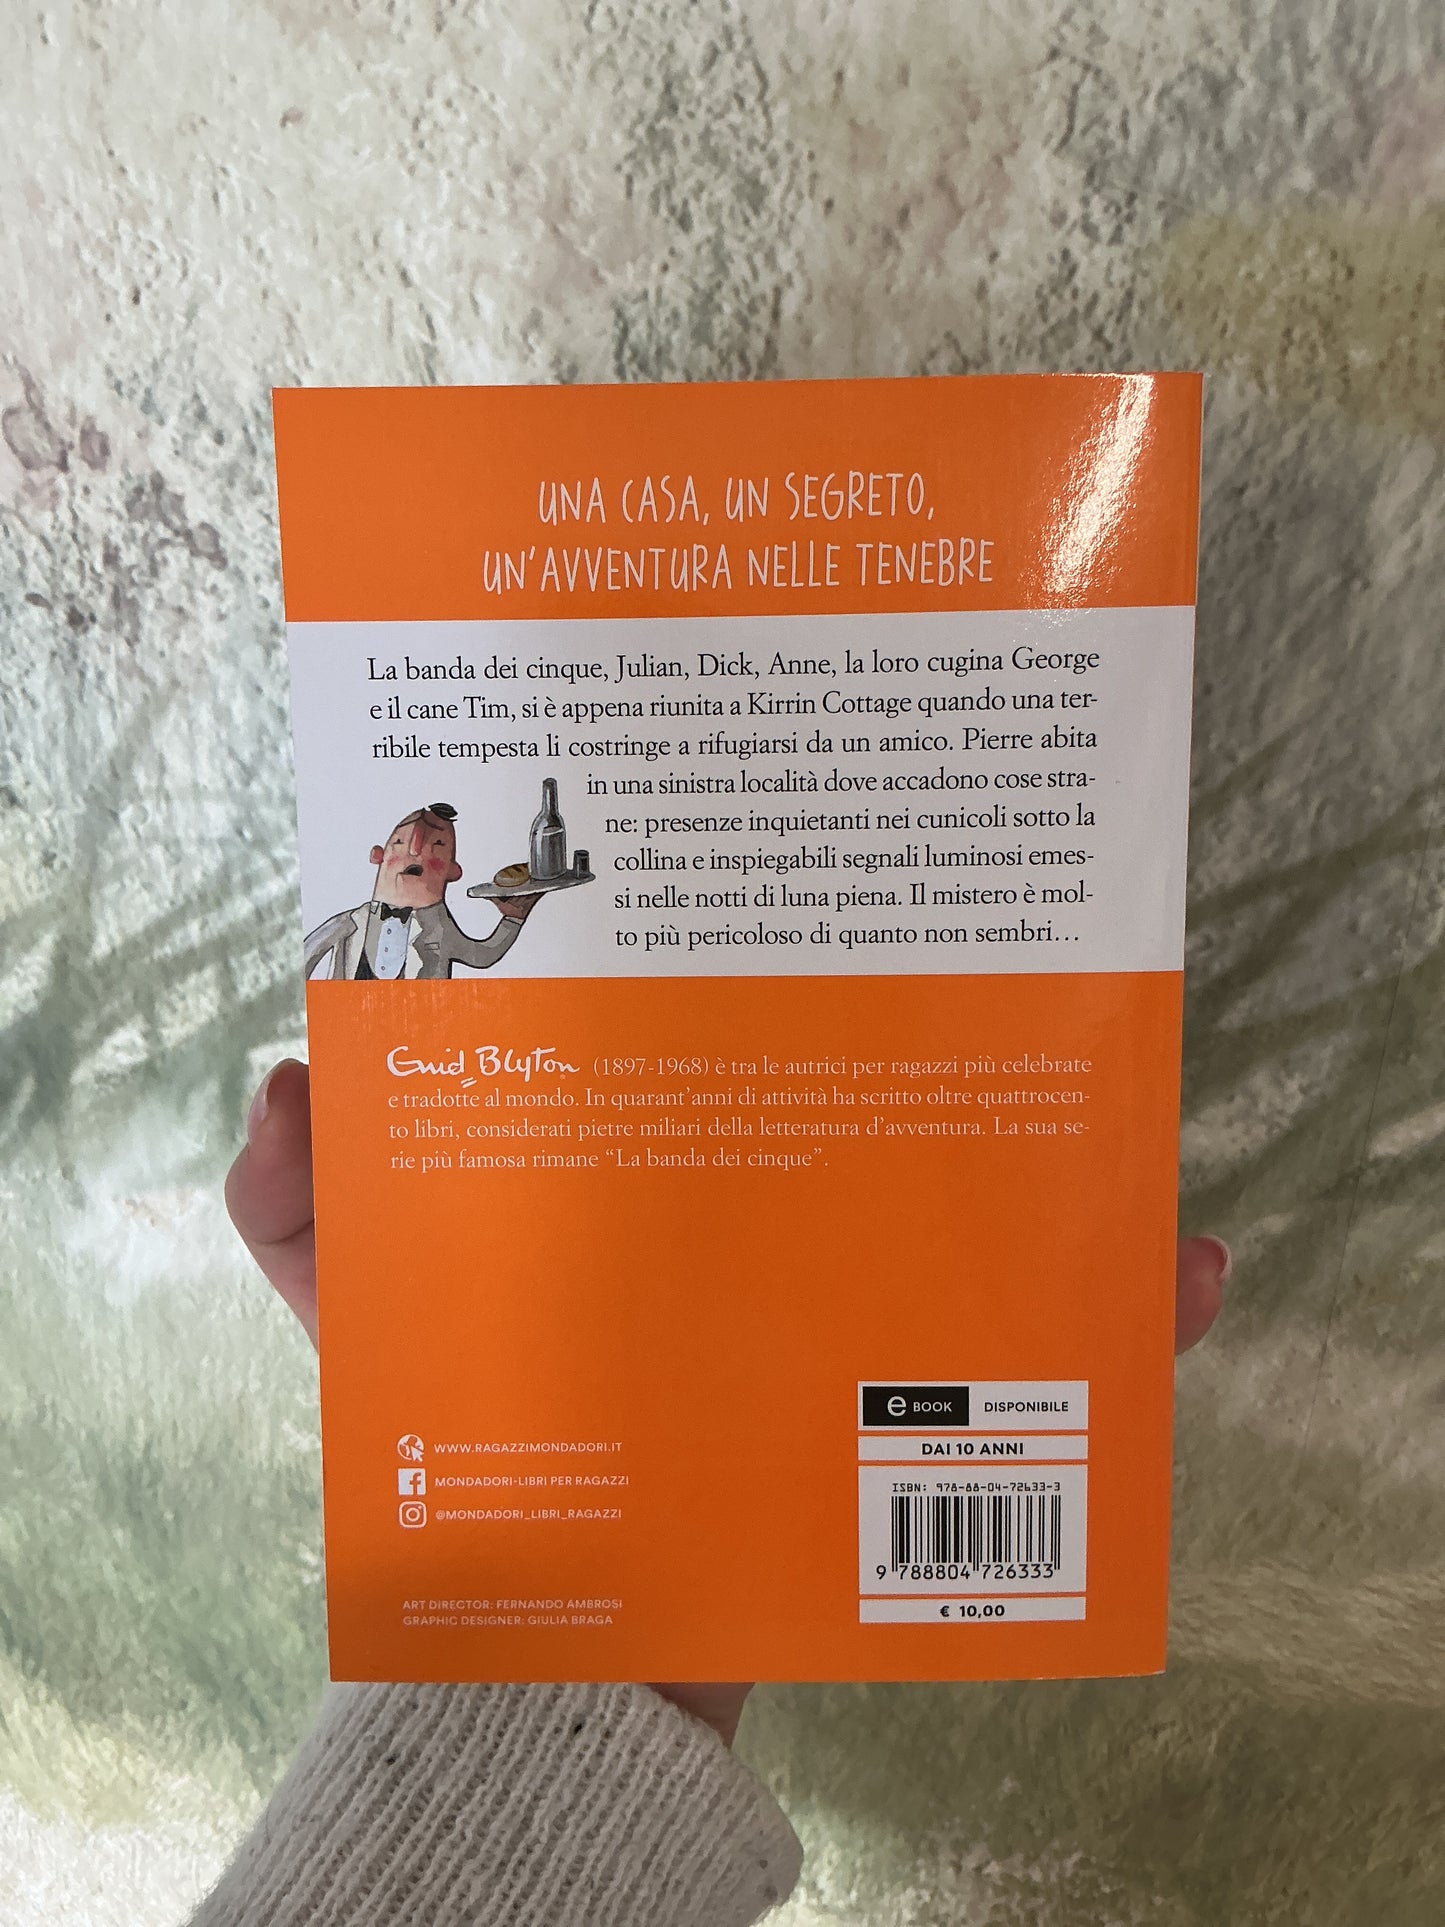 UNA CASA, UN SEGRETO,
UN'AVVENTURA NELLE TENEBRE
La banda dei cinque, Julian, Dick, Anne, la loro cugina George
e il cane Tim, si è appena riunita a Kirrin Cottage quando una ter-
ribile tempesta li costringe a rifugiarsi da un amico. Pierre abita
in una sinistra località dove accadono cose stra-
ne: presenze inquietanti nei cunicoli sotto la
collina e inspiegabili segnali luminosi emes-
si nelle notti di luna piena. Il mistero è mol-
to più pericoloso di quanto non sembri…
Enid Blyton (1897-1968) è tra le autrici per ragazzi più celebrate
e tradotte al mondo. In quarant'anni di attività ha scritto oltre quattrocen-
to libri, considerati pietre miliari della letteratura d'avventura. La sua se-
rie più famosa rimane “La banda dei cinque”.
WWW.RAGAZZIMONDADORI.IT
MONDADORI-LIBRI PER RAGAZZI
@MONDADORI_LIBRI_RAGAZZI
ART DIRECTOR: FERNANDO AMBROSI
GRAPHIC DESIGNER: GIULIA BRAGA
e BOOK DISPONIBILE
DAI 10 ANNI
ISBN: 978-88-04-72633-3
9 788804 726333
€ 10,00